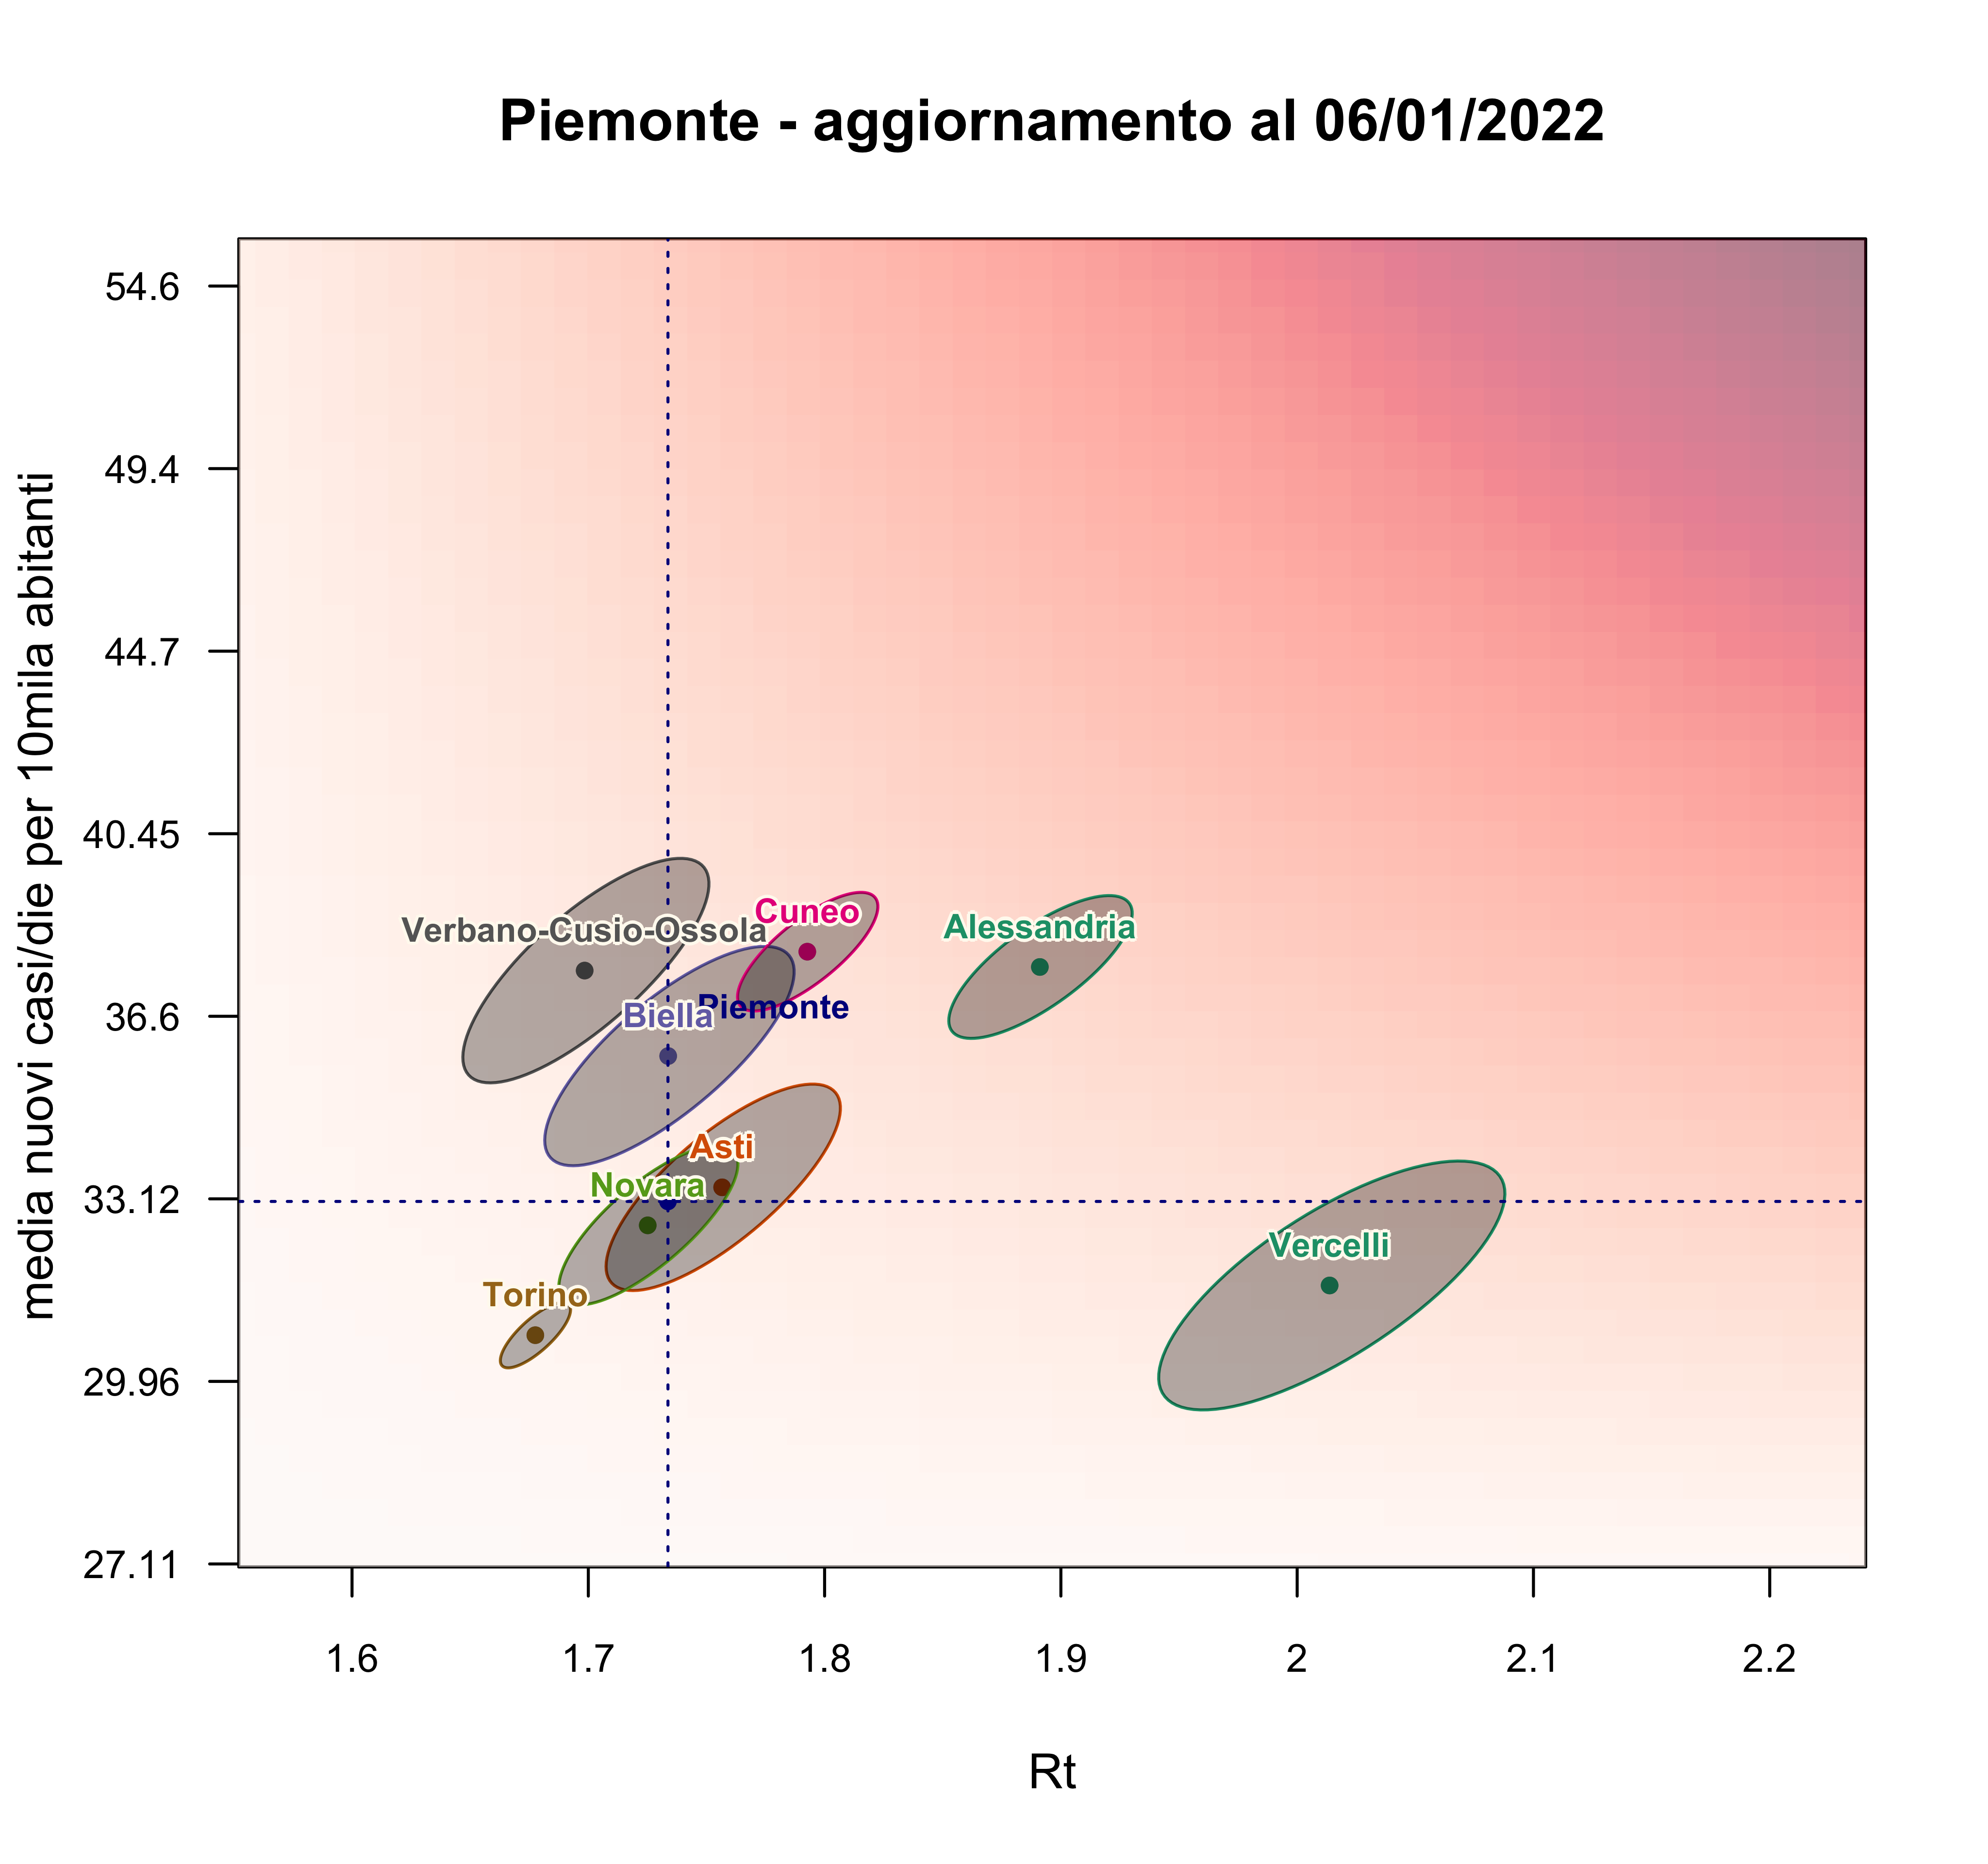 Piemonte - aggiornamento al 06/01/2022
media nuovi casi/die per 10mila abitanti
54.6
49.4
44.7
40.45
36.6
33.12
29.96
27.11
Verbano-Cusio-Ossola
Cuneo
Alessandria
Biella
Piemonte
Asti
Novara
Vercelli
Torino
1.6
1.7
1.8
1.9
2
2.1
2.2
Rt